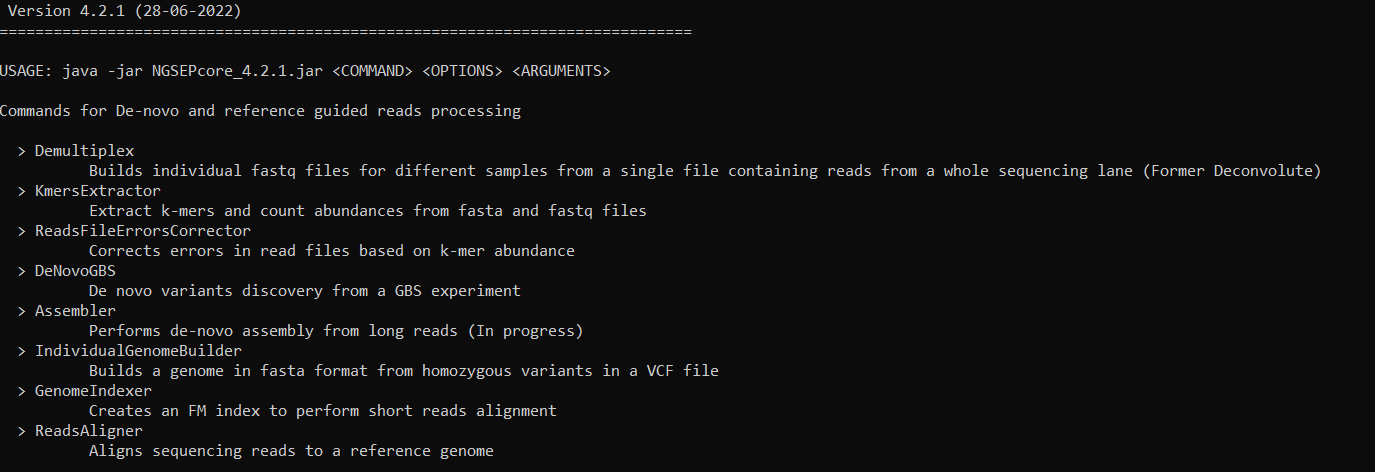 Version 4.2.1 (28-06-2022)
=============================================================================
USAGE: java -jar NGSEPcore_4.2.1.jar <COMMAND> <OPTIONS> <ARGUMENTS>
Commands for De-novo and reference guided reads processing
> Demultiplex
Builds individual fastq files for different samples from a single file containing reads from a whole sequencing lane (Former Deconvolute)
> KmersExtractor
Extract k-mers and count abundances from fasta and fastq files
> ReadsFileErrorsCorrector
Corrects errors in read files based on k-mer abundance
> DeNovoGBS
De novo variants discovery from a GBS experiment
> Assembler
Performs de-novo assembly from long reads (In progress)
> IndividualGenomeBuilder
Builds a genome in fasta format from homozygous variants in a VCF file
> GenomeIndexer
Creates an FM index to perform short reads alignment
> ReadsAligner
Aligns sequencing reads to a reference genome